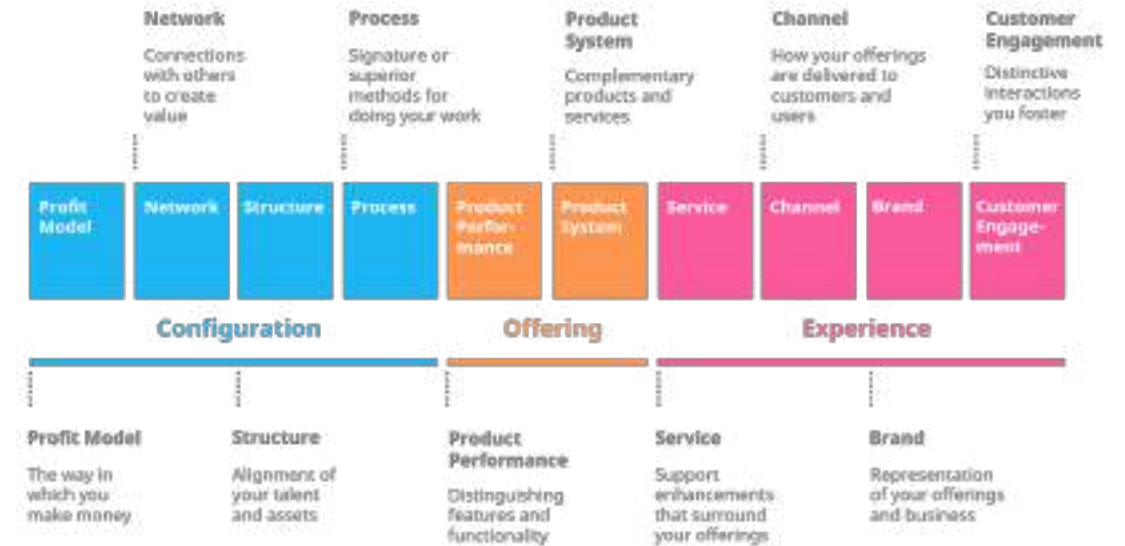 Network
Connections
with others
to create
value
Process
Signature or
superior
methods for
doing your work
Product
System
Complementary
products and
services
Channel
How your offerings
are delivered to
customers and
users
Customer
Engagement
Distinctive
interactions
you foster
Profit
Model
Network
Structure
Process
Product
Perfor-
mance
Product
System
Service
Channel
Brand
Customer
Engage-
ment
Configuration
Offering
Experience
Profit Model
The way in
which you
make money
Structure
Alignment of
your talent
and assets
Product
Performance
Distinguishing
features and
functionality
Service
Support
enhancements
that surround
your offerings
Brand
Representation
of your offerings
and business